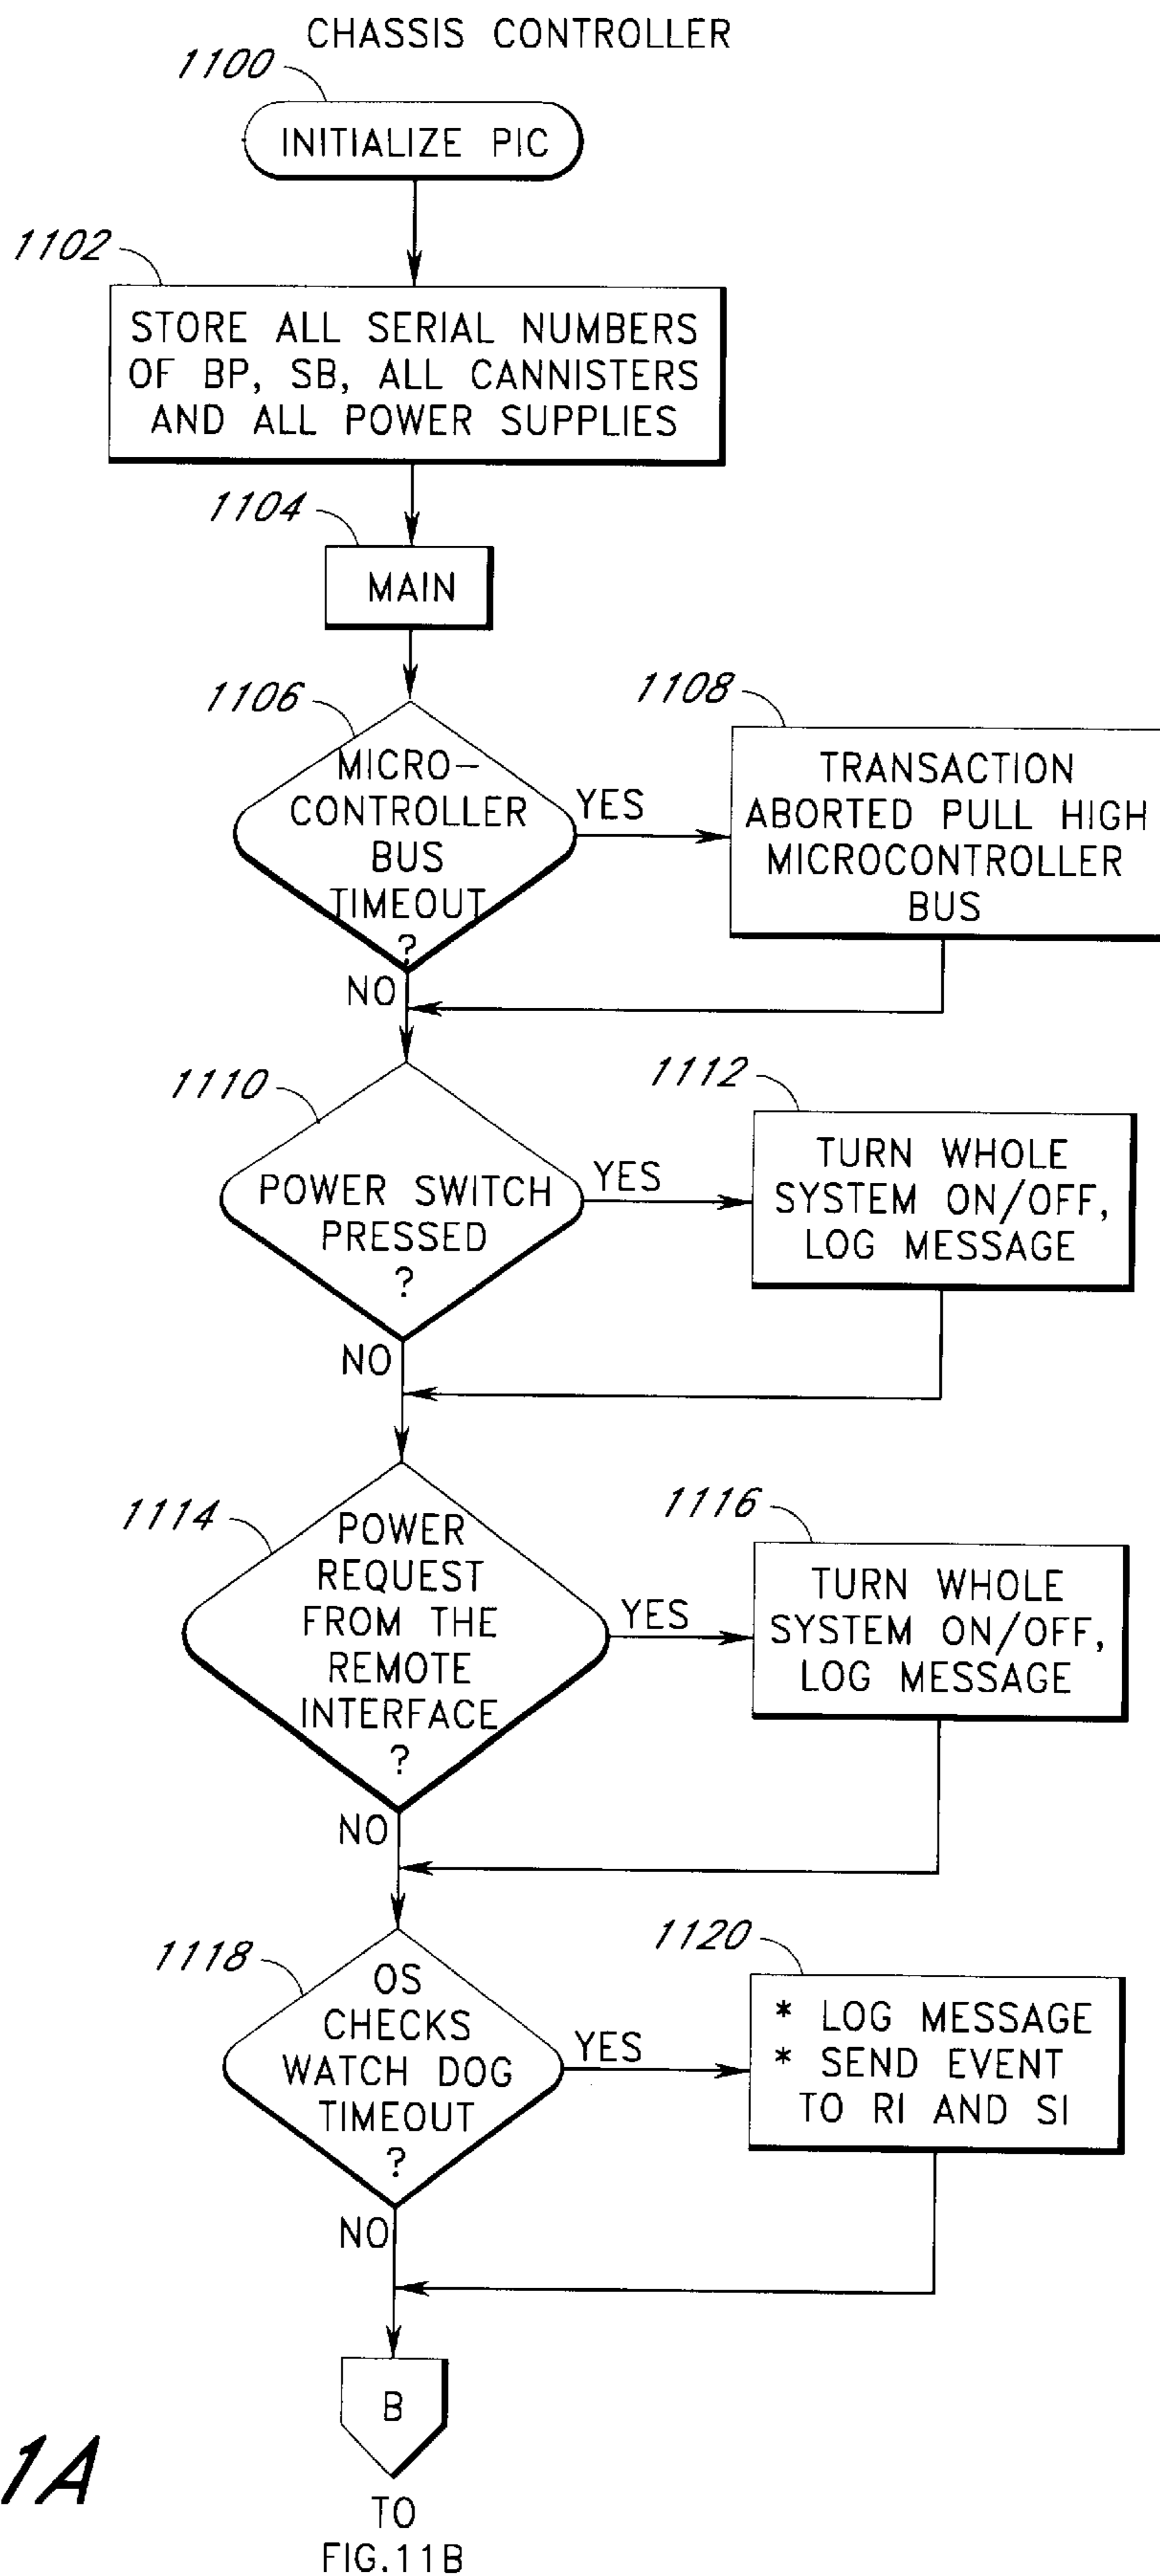 CHASSIS CONTROLLER
1100
INITIALIZE PIC
1102
STORE ALL SERIAL NUMBERS
OF BP, SB, ALL CANNISTERS
AND ALL POWER SUPPLIES
1104
MAIN
1106
MICRO-
CONTROLLER
BUS
TIMEOUT
?
YES
NO
1108
TRANSACTION
ABORTED PULL HIGH
MICROCONTROLLER
BUS
1110
POWER SWITCH
PRESSED
?
YES
NO
1112
TURN WHOLE
SYSTEM ON/OFF,
LOG MESSAGE
1114
POWER
REQUEST
FROM THE
REMOTE
INTERFACE
?
YES
NO
1116
TURN WHOLE
SYSTEM ON/OFF,
LOG MESSAGE
1118
OS
CHECKS
WATCH DOG
TIMEOUT
?
YES
NO
1120
* LOG MESSAGE
* SEND EVENT
TO RI AND SI
B
TO
FIG.11B
1A